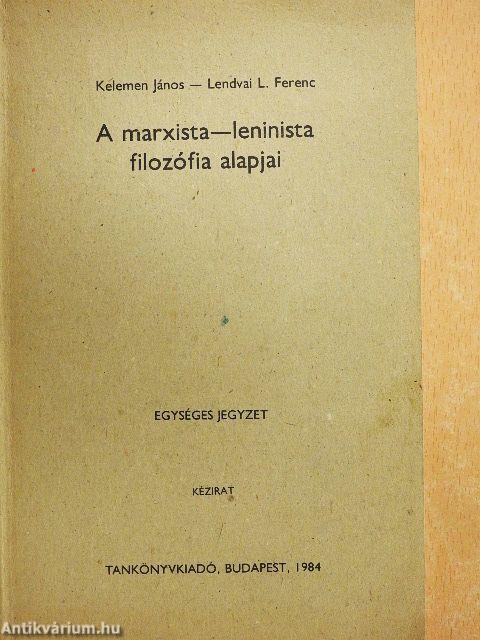 Kelemen János — Lendvai L. Ferenc
A marxista—leninista
filozófia alapjai
EGYSÉGES JEGYZET
KÉZIRAT
TANKÖNYVKIADÓ, BUDAPEST, 1984
Antikvárium.hu